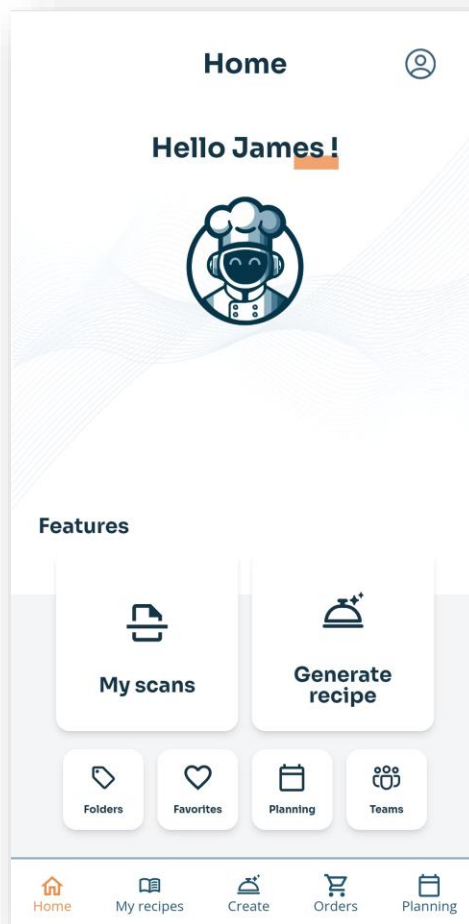 Home
Hello James !
Features
My scans
Generate
recipe
Folders
Favorites
Planning
Teams
Home
My recipes
Create
Orders
Planning